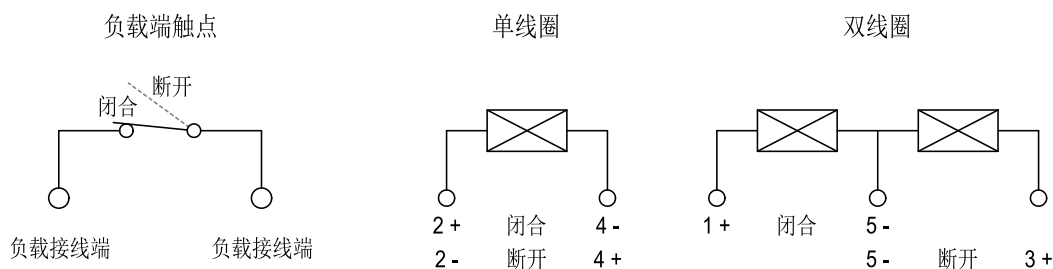 负载端触点
单线圈
双线圈
断开
闭合
2 + 闭合 4 -
1 + 闭合 5 -
负载接线端
负载接线端
2 - 断开 4 +
5 - 断开 3 +